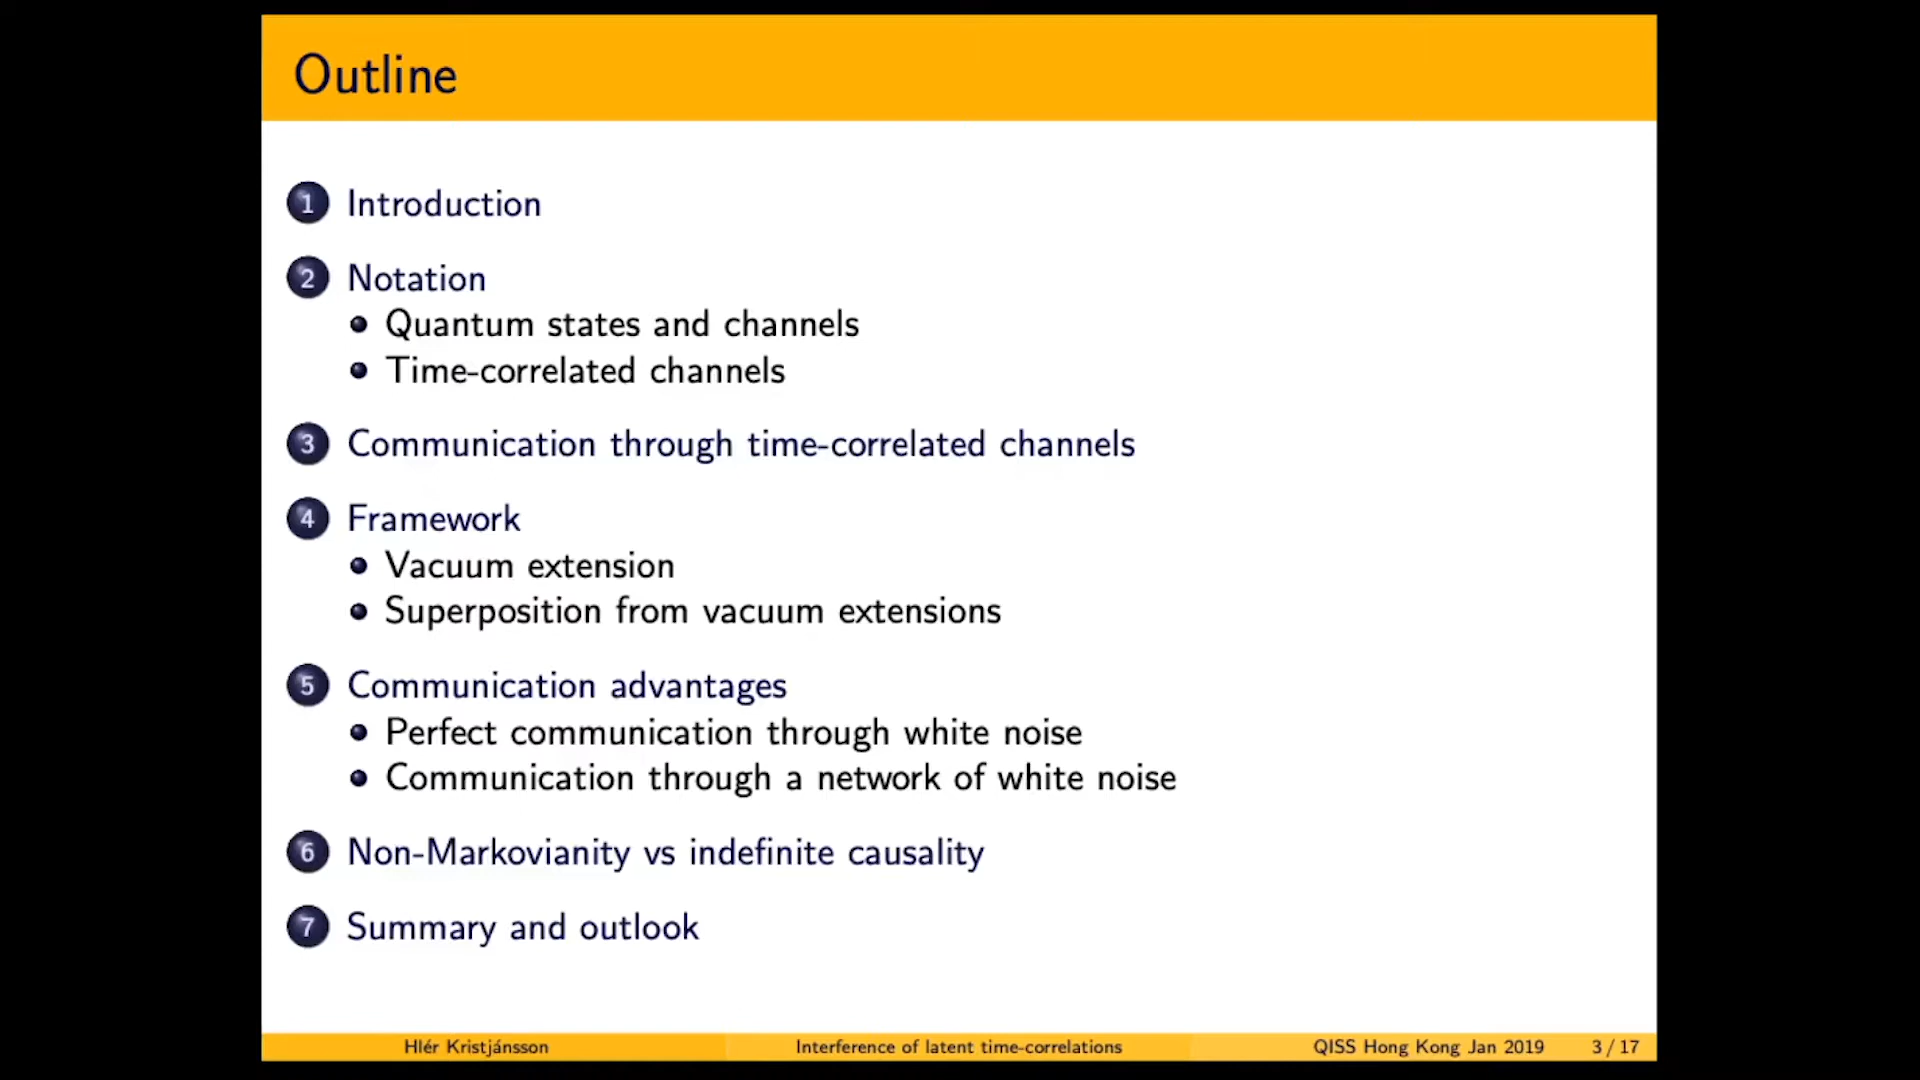 Outline
1 Introduction
2 Notation
• Quantum states and channels
• Time-correlated channels
3 Communication through time-correlated channels
4 Framework
• Vacuum extension
• Superposition from vacuum extensions
5 Communication advantages
• Perfect communication through white noise
• Communication through a network of white noise
6 Non-Markovianity vs indefinite causality
7 Summary and outlook
Hlér Kristjánsson Interference of latent time-correlations QISS Hong Kong Jan 2019 3 / 17